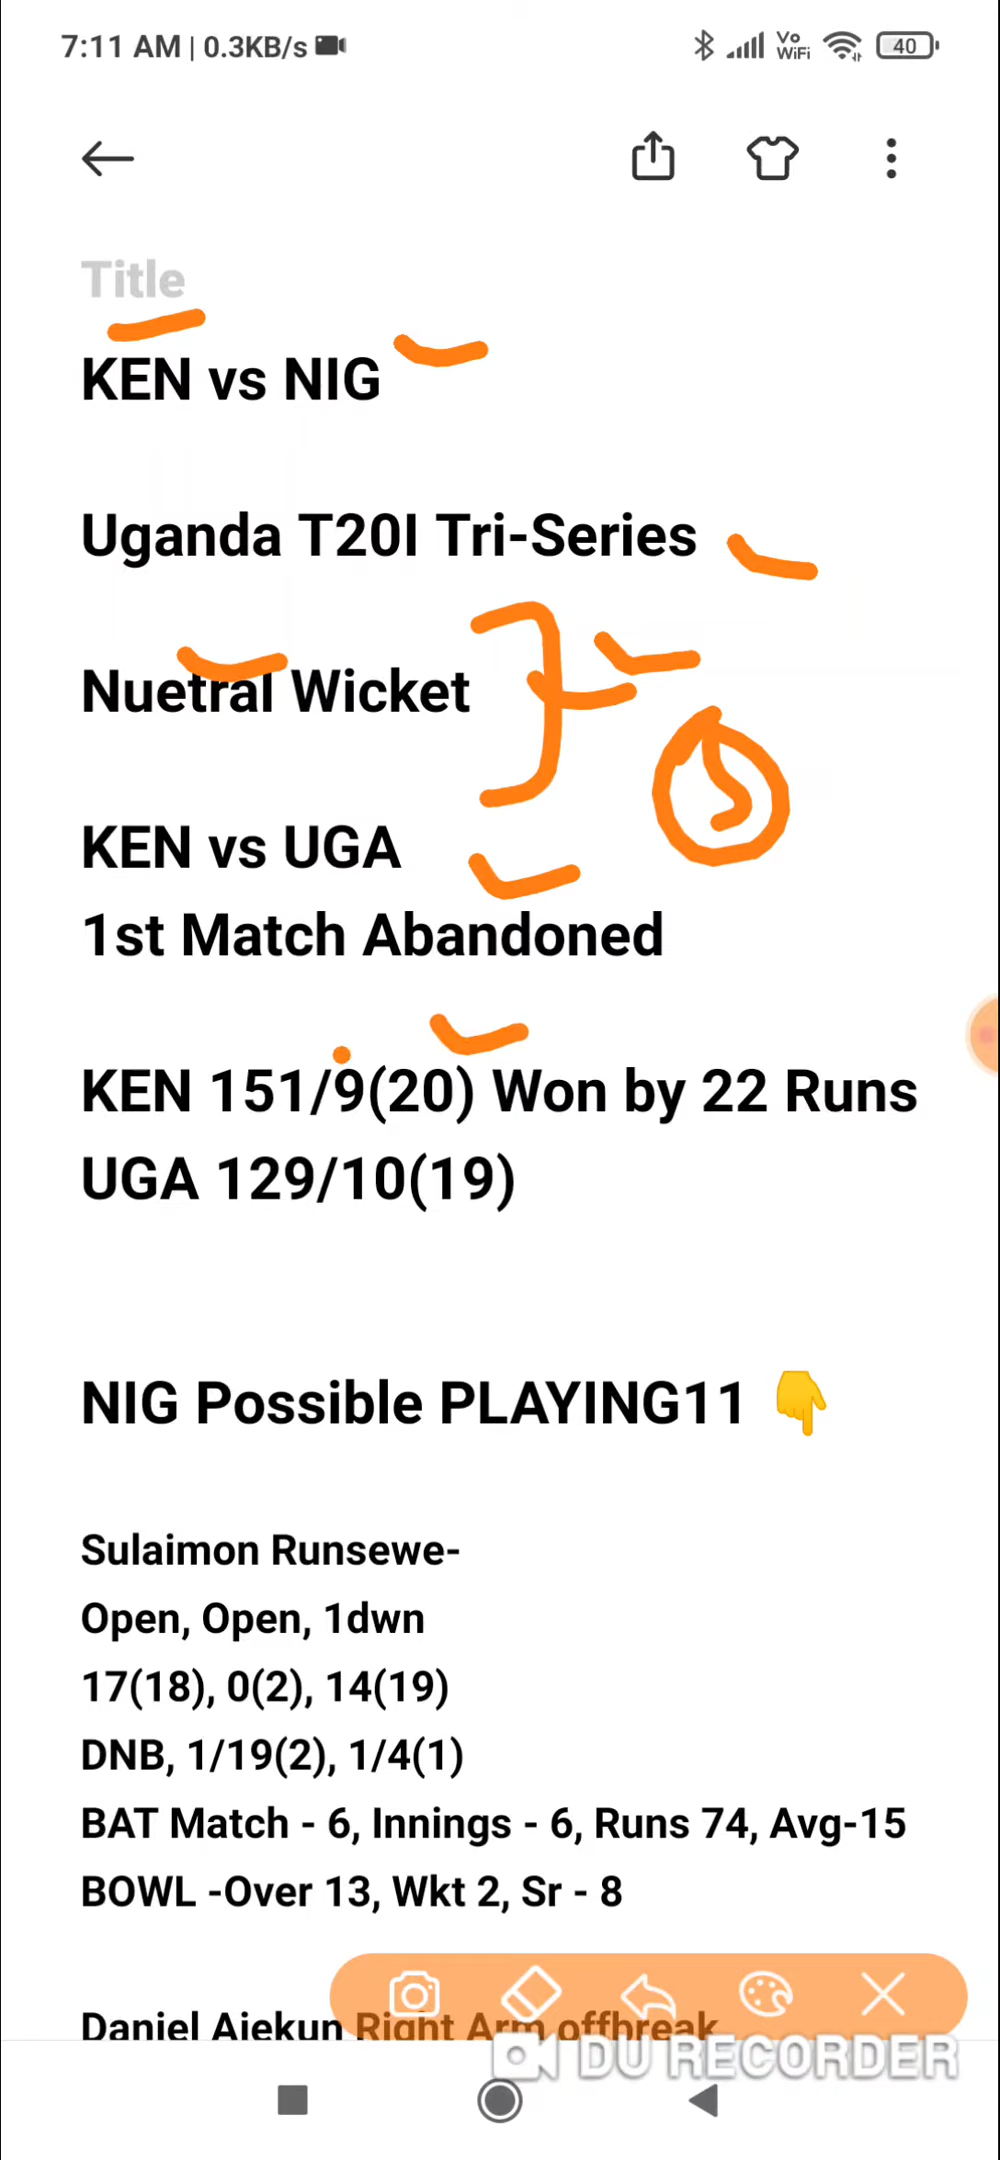 7:11 AM | 0.3KB/s
Vo
WiFi
40
Title
KEN vs NIG
Uganda T20I Tri-Series
Nuetral Wicket
KEN vs UGA
1st Match Abandoned
KEN 151/9(20) Won by 22 Runs
UGA 129/10(19)
NIG Possible PLAYING11 👇
Sulaimon Runsewe-
Open, Open, 1dwn
17(18), 0(2), 14(19)
DNB, 1/19(2), 1/4(1)
BAT Match - 6, Innings - 6, Runs 74, Avg-15
BOWL -Over 13, Wkt 2, Sr - 8
Daniel Ajekun Right Arm offbreak
DU RECORDER